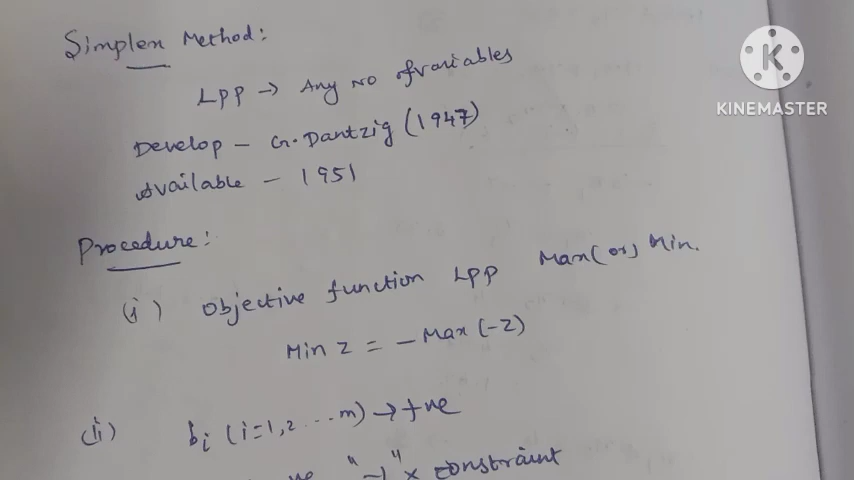 Simplex Method:
LPP → Any No of variables
Develop - G. Dantzig (1947)
Available - 1951
Procedure:
(i) Objective function LPP Max (or) Min.
Min Z = - Max (-Z)
(ii) bi (i=1,2 ... m) → +ve
"-1" x constraint
K
KINEMASTER